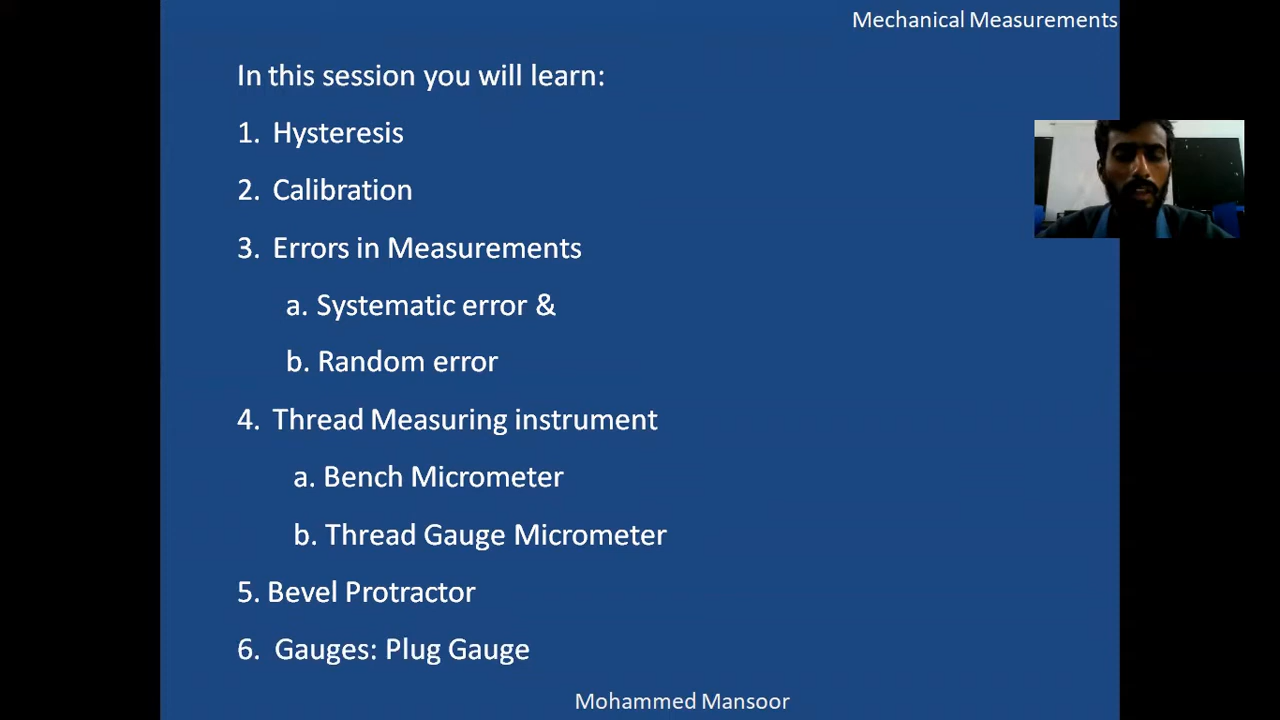 Mechanical Measurements
In this session you will learn:
1. Hysteresis
2. Calibration
3. Errors in Measurements
a. Systematic error &
b. Random error
4. Thread Measuring instrument
a. Bench Micrometer
b. Thread Gauge Micrometer
5. Bevel Protractor
6. Gauges: Plug Gauge
Mohammed Mansoor